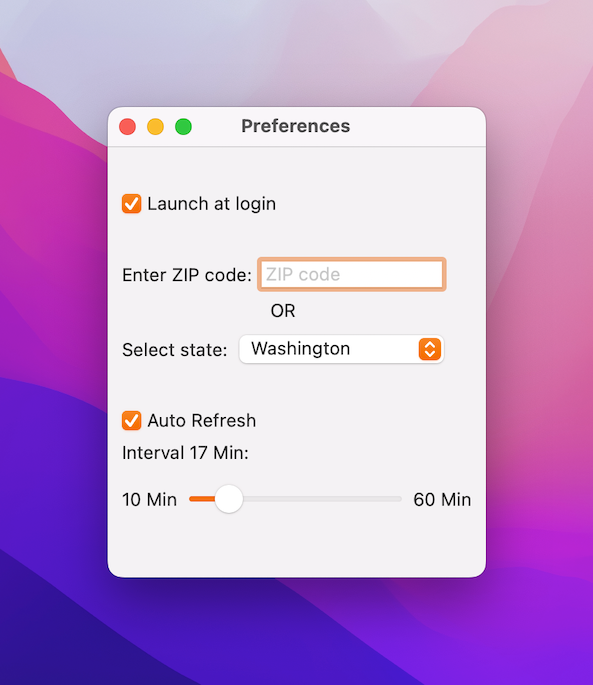 Preferences
Launch at login
Enter ZIP code: ZIP code
OR
Select state: Washington
Auto Refresh
Interval 17 Min:
10 Min 60 Min